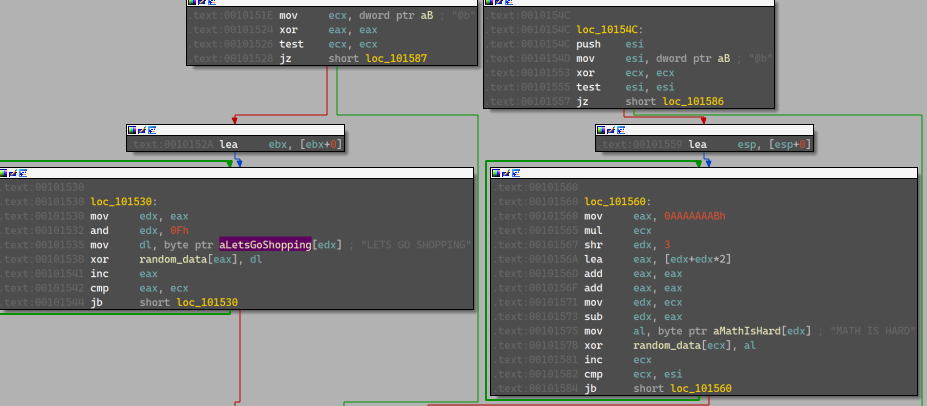 .text:0010151E mov ecx, dword ptr aB ; "@b"
.text:00101524 xor eax, eax
.text:00101526 test ecx, ecx
.text:00101528 jz short loc_101587
.text:0010152A lea ebx, [ebx+0]
.text:00101530
.text:00101530 loc_101530:
.text:00101530 mov edx, eax
.text:00101532 and edx, 0Fh
.text:00101535 mov dl, byte ptr aLetsGoShopping[edx] ; "LETS GO SHOPPING"
.text:0010153B xor random_data[eax], dl
.text:00101541 inc eax
.text:00101542 cmp eax, ecx
.text:00101544 jb short loc_101530
.text:0010154C
.text:0010154C loc_10154C:
.text:0010154C push esi
.text:0010154D mov esi, dword ptr aB ; "@b"
.text:00101553 xor ecx, ecx
.text:00101555 test esi, esi
.text:00101557 jz short loc_101586
.text:00101559 lea esp, [esp+0]
.text:00101560
.text:00101560 loc_101560:
.text:00101560 mov eax, 0AAAAAAABh
.text:00101565 mul ecx
.text:00101567 shr edx, 3
.text:0010156A lea eax, [edx+edx*2]
.text:0010156D add eax, eax
.text:0010156F add eax, eax
.text:00101571 mov edx, ecx
.text:00101573 sub edx, eax
.text:00101575 mov al, byte ptr aMathIsHard[edx] ; "MATH IS HARD"
.text:0010157B xor random_data[ecx], al
.text:00101581 inc ecx
.text:00101582 cmp ecx, esi
.text:00101584 jb short loc_101560